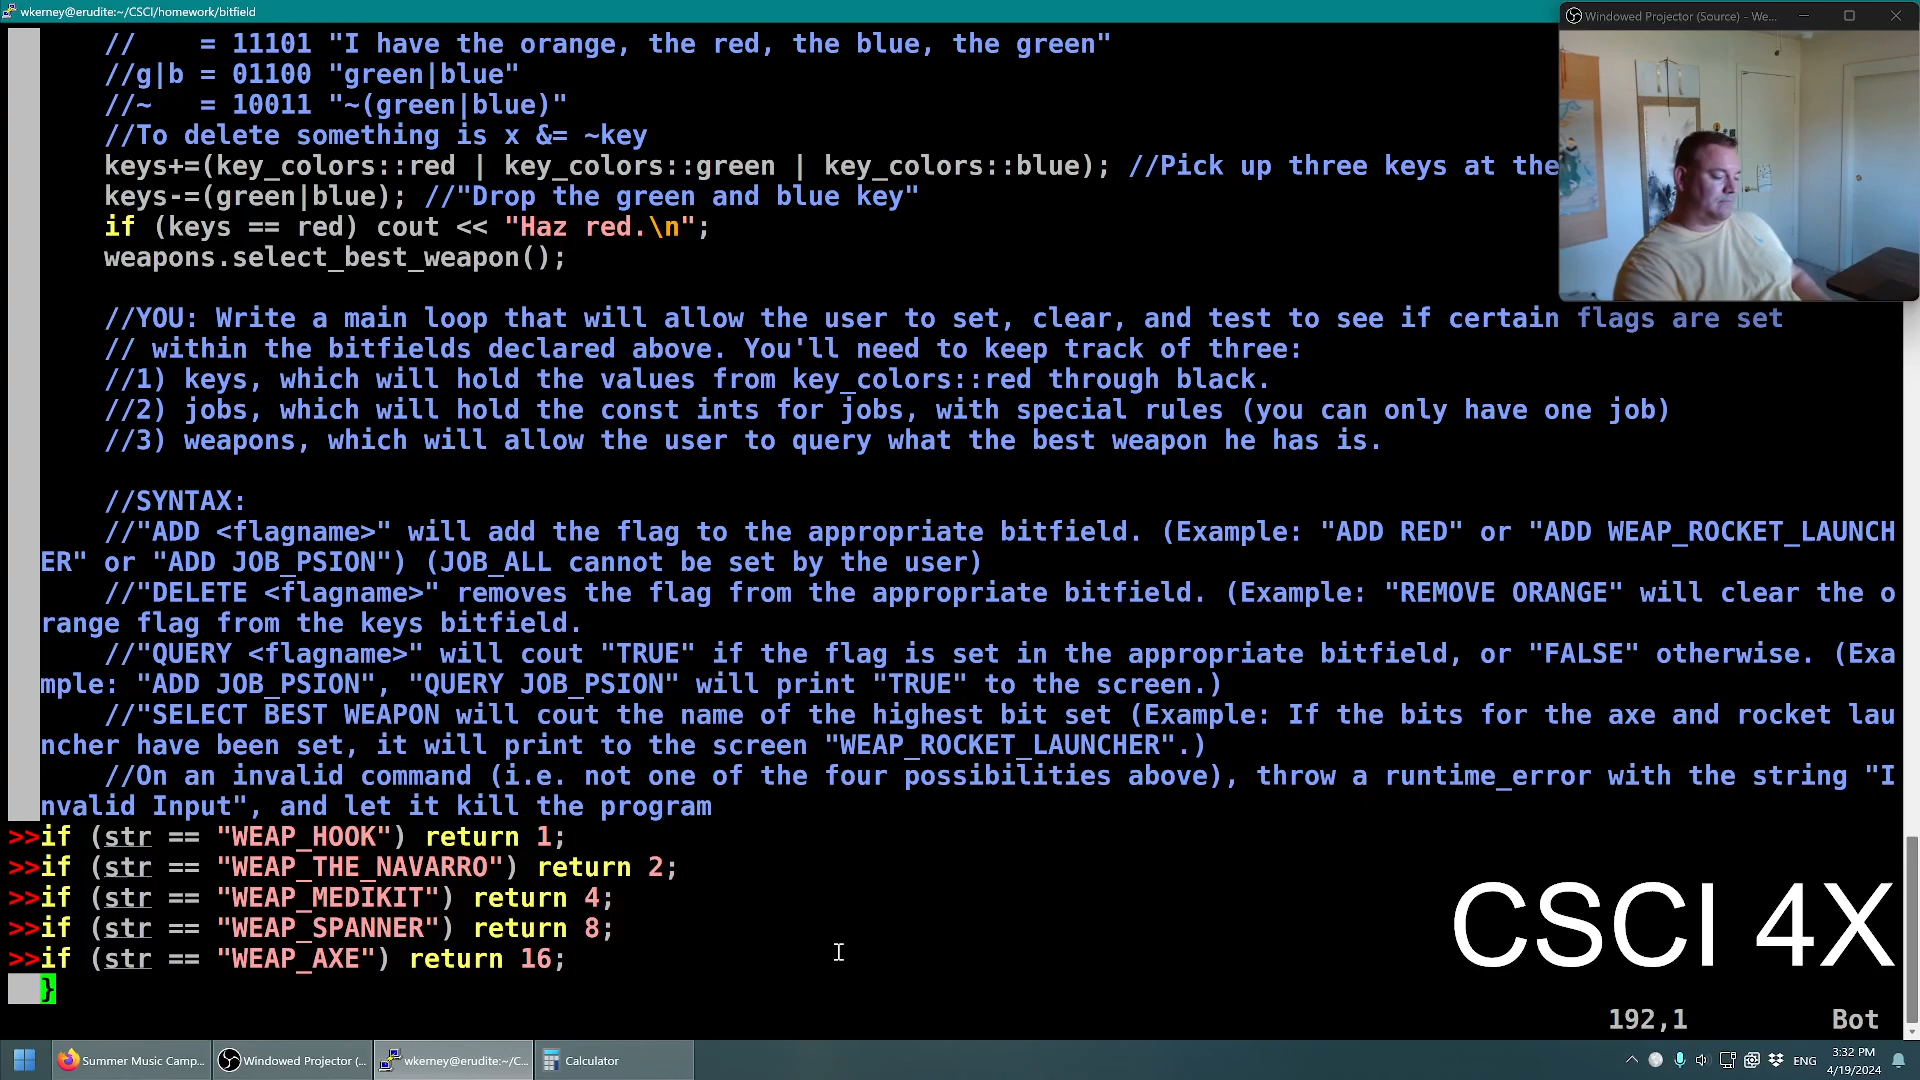 wkerney@erudite:~/CSCI/homework/bitfield
Windowed Projector (Source) - We...
//    = 11101 "I have the orange, the red, the blue, the green"
//g|b = 01100 "green|blue"
//~   = 10011 "~(green|blue)"
//To delete something is x &= ~key
keys+=(key_colors::red | key_colors::green | key_colors::blue); //Pick up three keys at the
keys-=(green|blue); //"Drop the green and blue key"
if (keys == red) cout << "Haz red.\n";
weapons.select_best_weapon();
//YOU: Write a main loop that will allow the user to set, clear, and test to see if certain flags are set
// within the bitfields declared above. You'll need to keep track of three:
//1) keys, which will hold the values from key_colors::red through black.
//2) jobs, which will hold the const ints for jobs, with special rules (you can only have one job)
//3) weapons, which will allow the user to query what the best weapon he has is.
//SYNTAX:
//"ADD <flagname>" will add the flag to the appropriate bitfield. (Example: "ADD RED" or "ADD WEAP_ROCKET_LAUNCH
ER" or "ADD JOB_PSION") (JOB_ALL cannot be set by the user)
//"DELETE <flagname>" removes the flag from the appropriate bitfield. (Example: "REMOVE ORANGE" will clear the o
range flag from the keys bitfield.
//"QUERY <flagname>" will cout "TRUE" if the flag is set in the appropriate bitfield, or "FALSE" otherwise. (Exa
mple: "ADD JOB_PSION", "QUERY JOB_PSION" will print "TRUE" to the screen.)
//"SELECT BEST WEAPON will cout the name of the highest bit set (Example: If the bits for the axe and rocket lau
ncher have been set, it will print to the screen "WEAP_ROCKET_LAUNCHER".)
//On an invalid command (i.e. not one of the four possibilities above), throw a runtime_error with the string "I
nvalid Input", and let it kill the program
>>if (str == "WEAP_HOOK") return 1;
>>if (str == "WEAP_THE_NAVARRO") return 2;
>>if (str == "WEAP_MEDIKIT") return 4;
>>if (str == "WEAP_SPANNER") return 8;
>>if (str == "WEAP_AXE") return 16;
}
CSCI 4X
192,1 Bot
Summer Music Camp... Windowed Projector (... wkerney@erudite:~/C... Calculator ENG 3:32 PM
4/19/2024